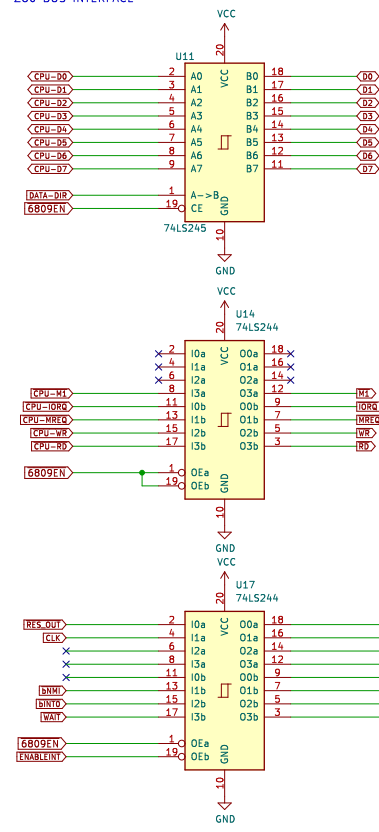 Z80 BUS INTERFACE
VCC
20
U11
CPU-D0 2 A0 VCC B0 18 D0
CPU-D1 3 A1 B1 17 D1
CPU-D2 4 A2 B2 16 D2
CPU-D3 5 A3 B3 15 D3
CPU-D4 6 A4 B4 14 D4
CPU-D5 7 A5 B5 13 D5
CPU-D6 8 A6 B6 12 D6
CPU-D7 9 A7 B7 11 D7
DATA-DIR 1 A->B
6809EN 19 CE GND
74LS245
10
GND
VCC
20
U14
74LS244
2 I0a VCC O0a 18
4 I1a O1a 16
6 I2a O2a 14
CPU-M1 8 I3a O3a 12 M1
CPU-IORQ 11 I0b O0b 9 IORQ
CPU-MREQ 13 I1b O1b 7 MREQ
CPU-WR 15 I2b O2b 5 WR
CPU-RD 17 I3b O3b 3 RD
6809EN 1 OEa
19 OEb GND
10
GND
VCC
20
U17
74LS244
RES_OUT 2 I0a VCC O0a 18
CLK 4 I1a O1a 16
6 I2a O2a 14
8 I3a O3a 12
11 I0b O0b 9
bNMI 13 I1b O1b 7
bINT0 15 I2b O2b 5
WAIT 17 I3b O3b 3
6809EN 1 OEa
ENABLEINT 19 OEb GND
10
GND